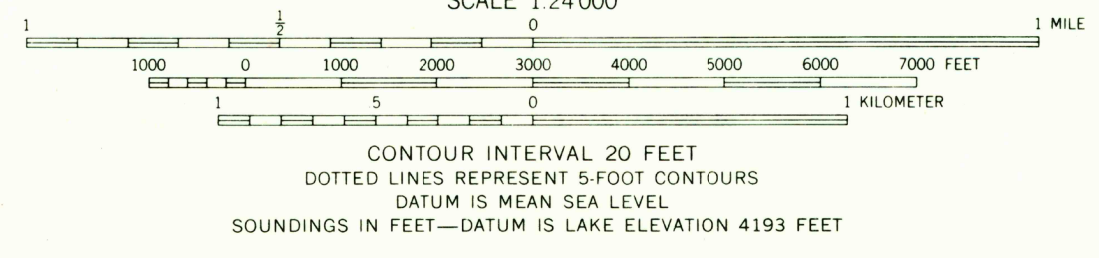 SCALE 1:24 000
1 1/2 0 1 MILE
1000 0 1000 2000 3000 4000 5000 6000 7000 FEET
1 5 0 1 KILOMETER
CONTOUR INTERVAL 20 FEET
DOTTED LINES REPRESENT 5-FOOT CONTOURS
DATUM IS MEAN SEA LEVEL
SOUNDINGS IN FEET—DATUM IS LAKE ELEVATION 4193 FEET